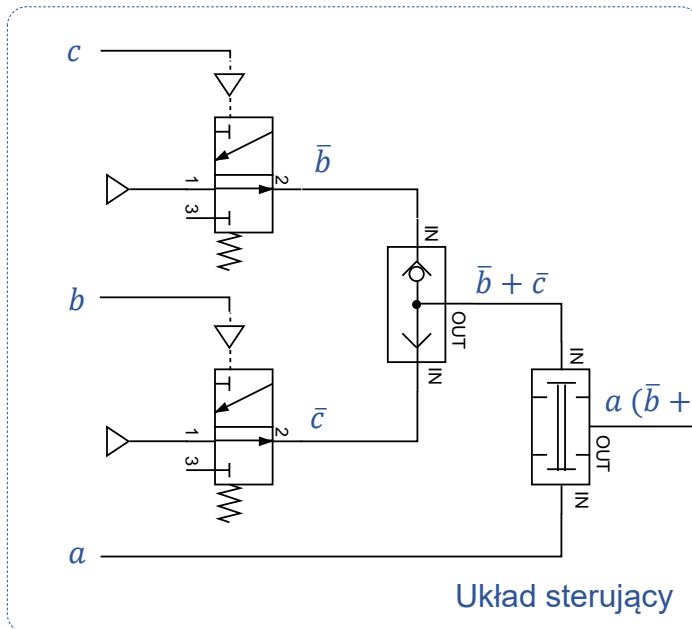 c
b̄
1
2
3
IN
b
b̄ + c̄
OUT
IN
IN
a (b̄ +
c̄
1
2
3
OUT
IN
a
Układ sterujący